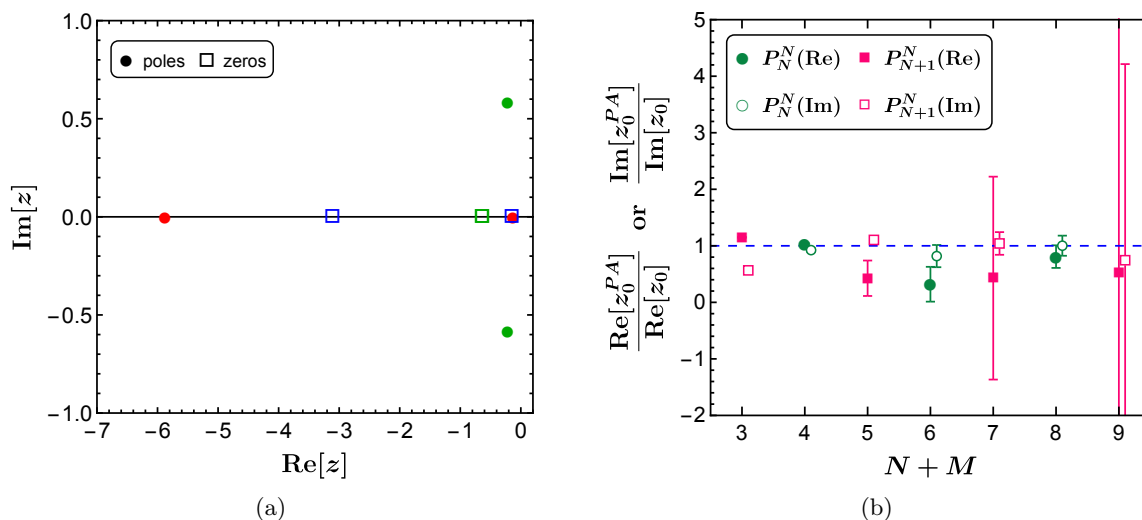 1.0
0.5
0.0
−0.5
−1.0
Im[z]
poles
zeros
−7 −6 −5 −4 −3 −2 −1 0
Re[z]
(a)
5
4
3
2
1
0
−1
−2
Re[z_0^{PA}] / Re[z_0] or Im[z_0^{PA}] / Im[z_0]
P_N^N(Re) P_{N+1}^N(Re)
P_N^N(Im) P_{N+1}^N(Im)
3 4 5 6 7 8 9
N + M
(b)